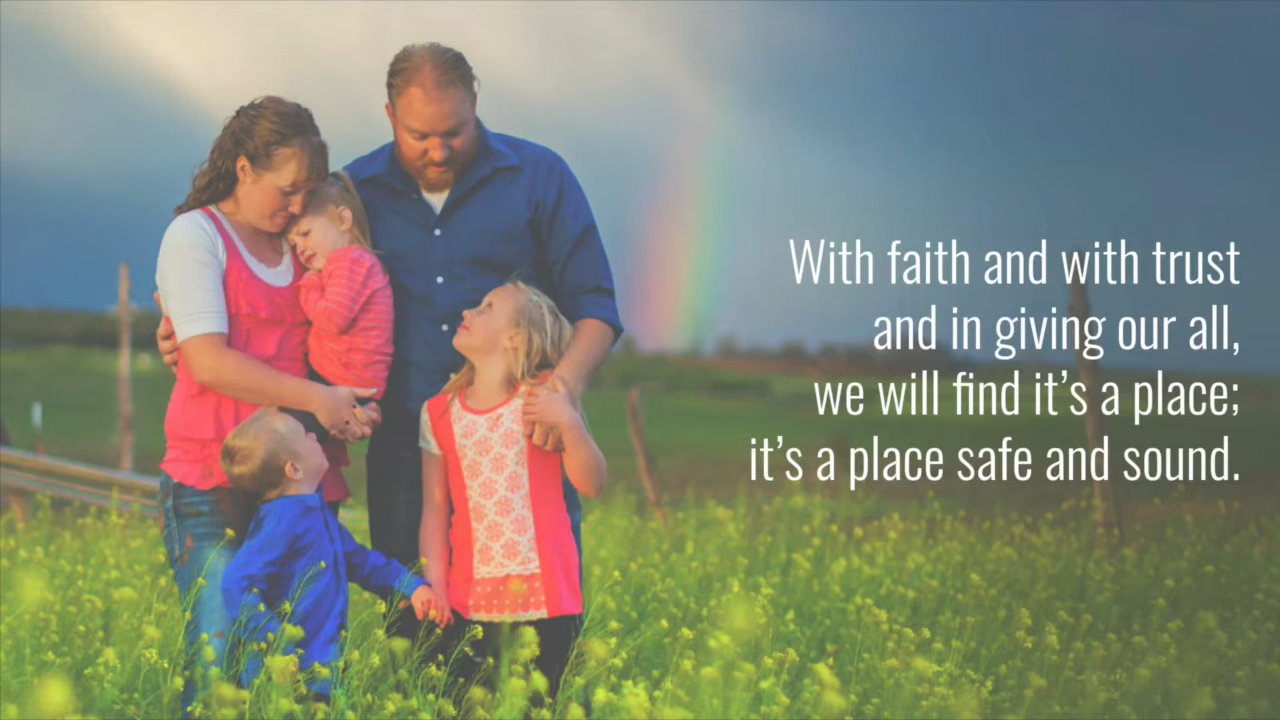 With faith and with trust
and in giving our all,
we will find it’s a place;
it’s a place safe and sound.